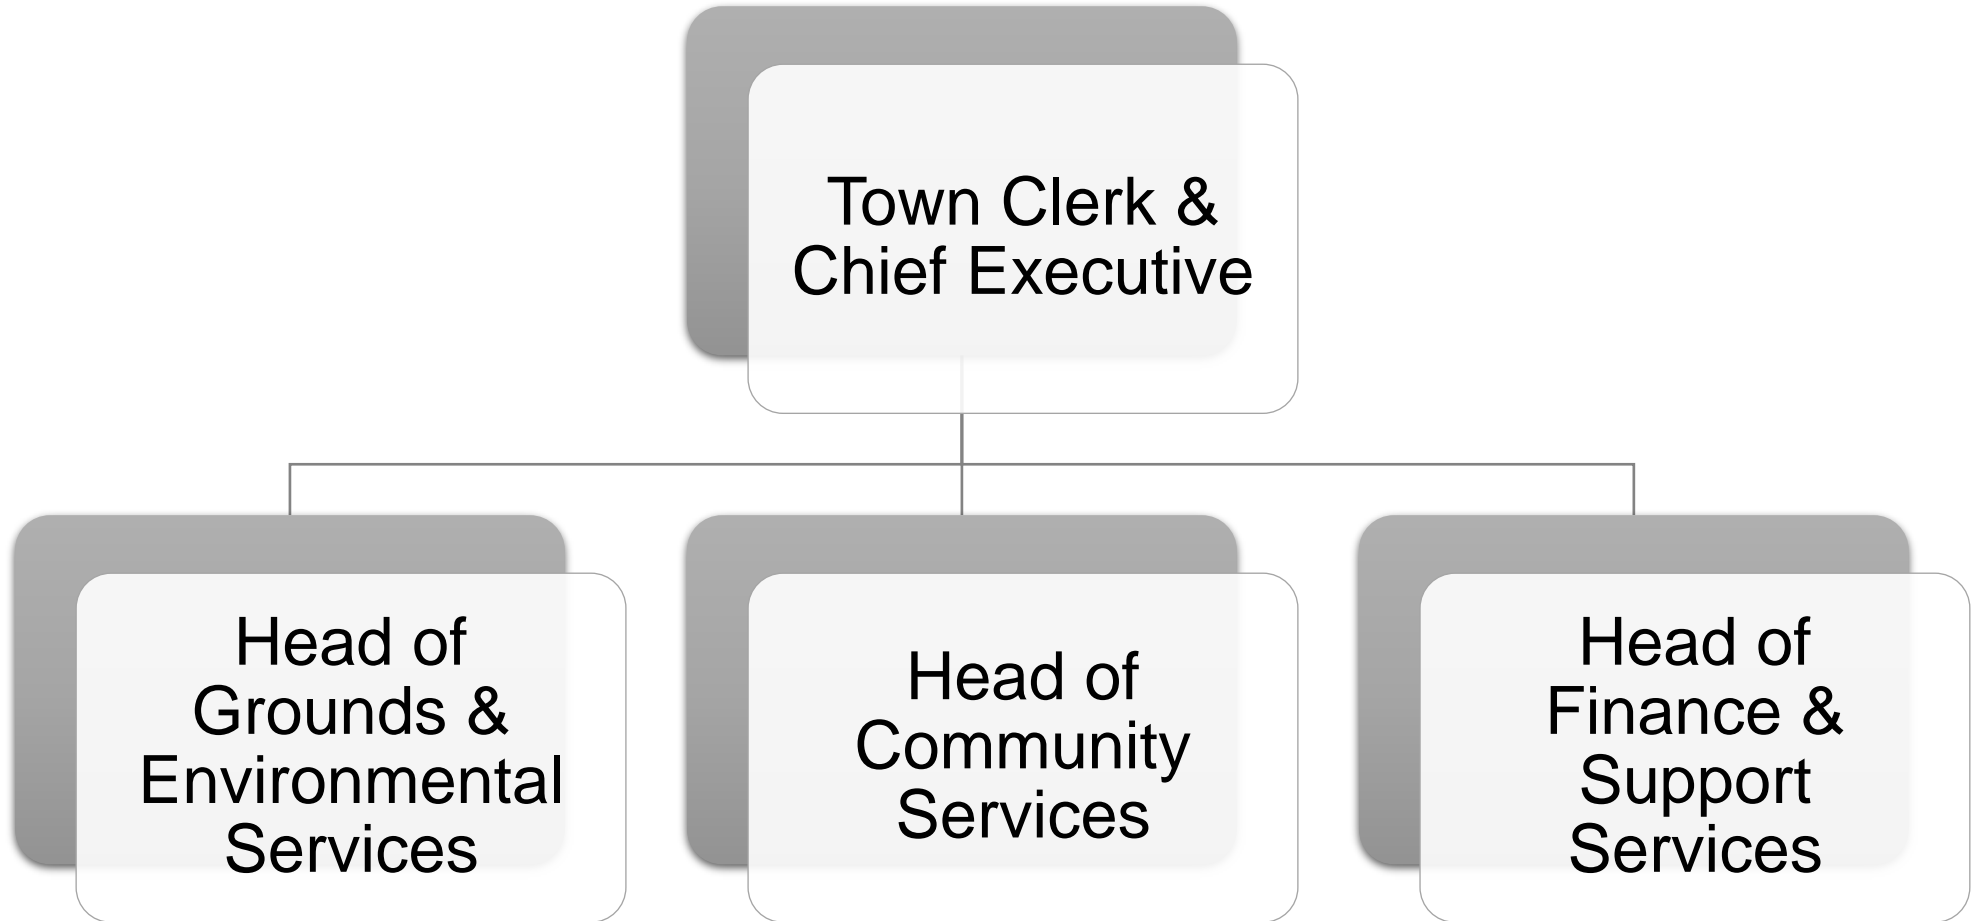 Town Clerk &
Chief Executive
Head of
Grounds &
Environmental
Services
Head of
Community
Services
Head of
Finance &
Support
Services